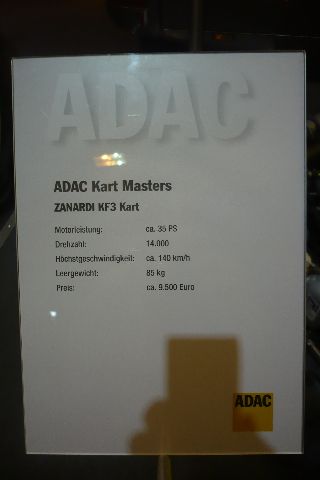 ADAC
ADAC Kart Masters
ZANARDI KF3 Kart
Motorleistung: ca. 35 PS
Drehzahl: 14.000
Höchstgeschwindigkeit: ca. 140 km/h
Leergewicht: 85 kg
Preis: ca. 9.500 Euro
ADAC